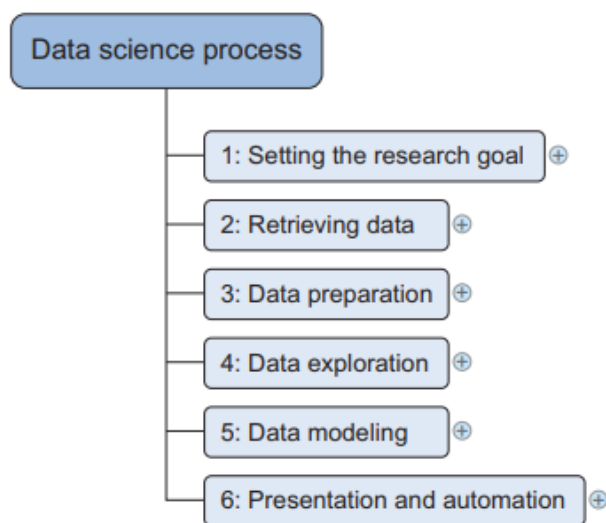 Data science process
1: Setting the research goal
2: Retrieving data
3: Data preparation
4: Data exploration
5: Data modeling
6: Presentation and automation